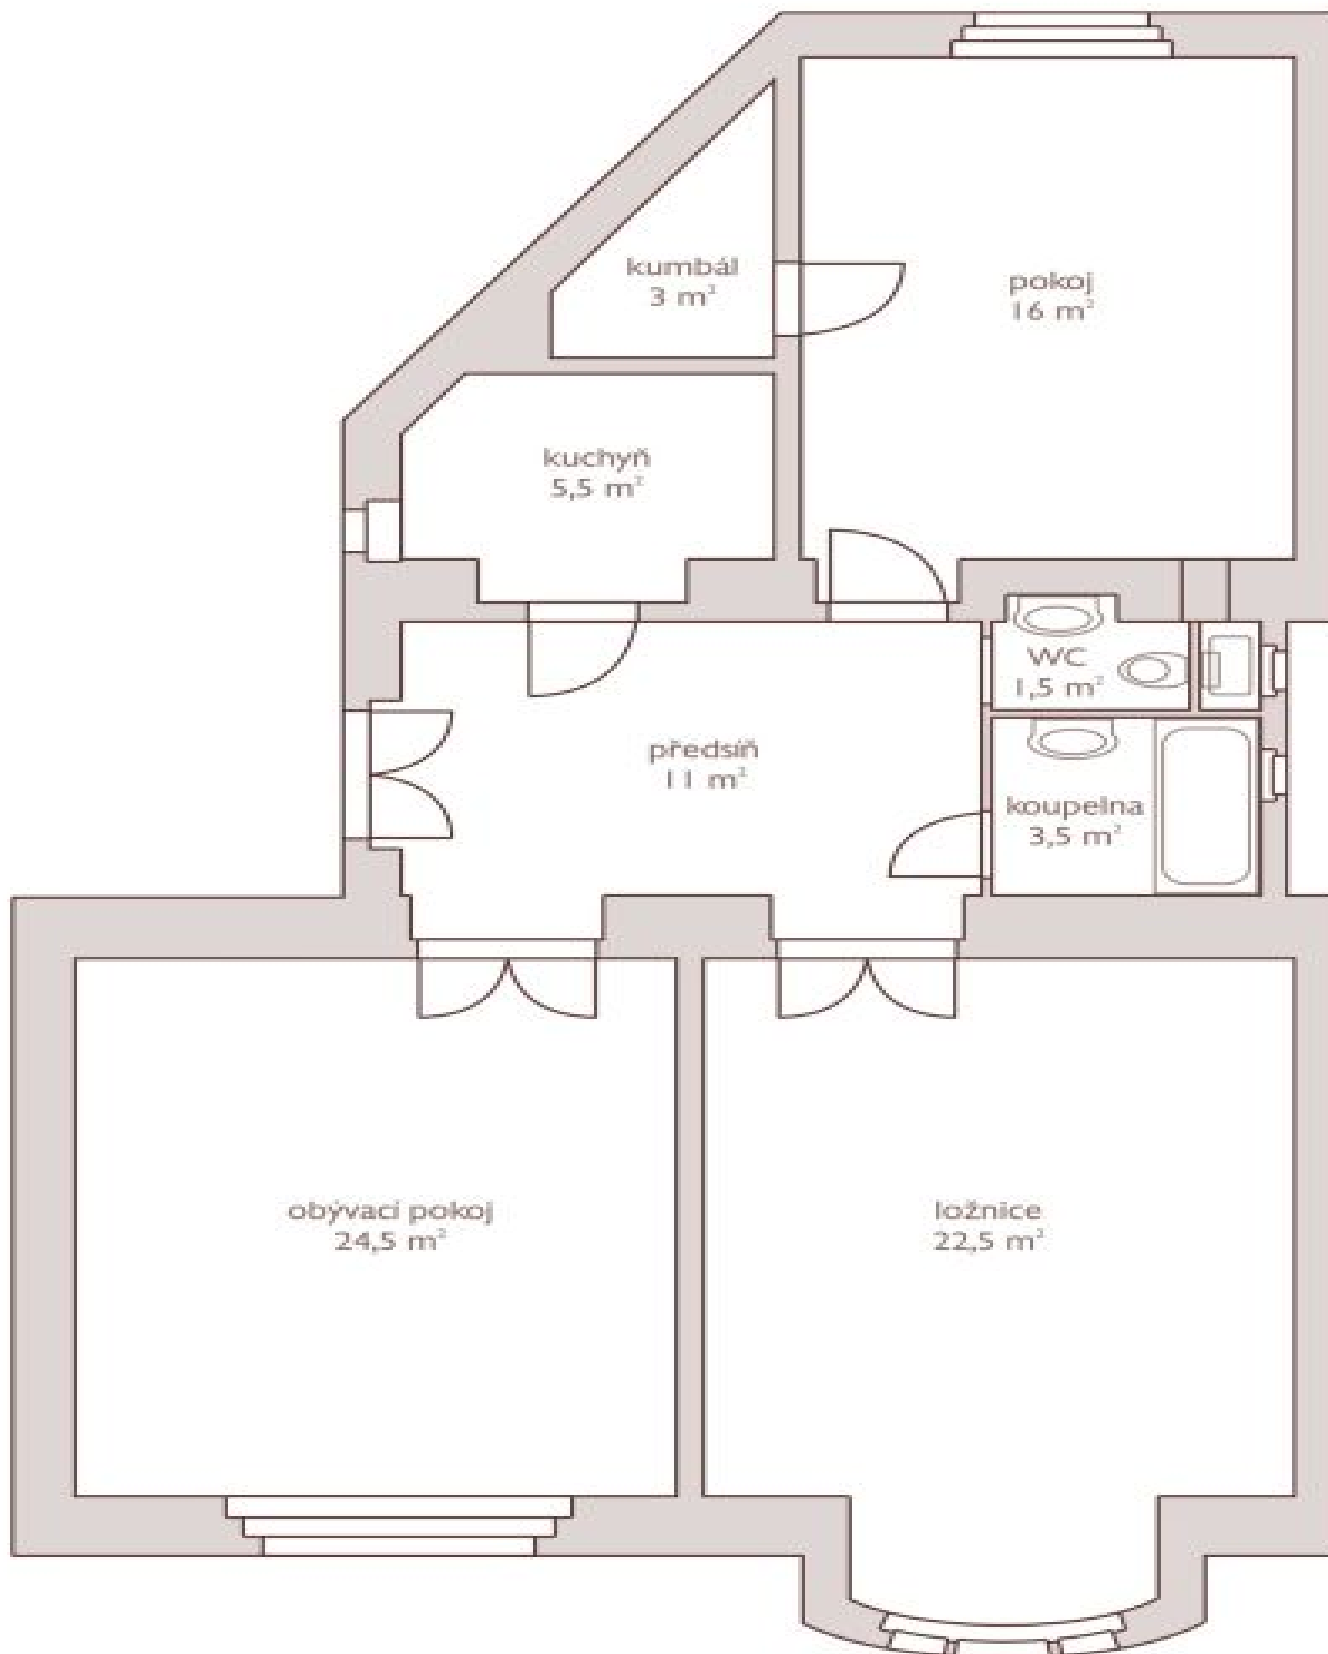 kumbál
3 m²
pokoj
16 m²
kuchyň
5,5 m²
WC
1,5 m²
předsíň
11 m²
koupelna
3,5 m²
obývací pokoj
24,5 m²
ložnice
22,5 m²